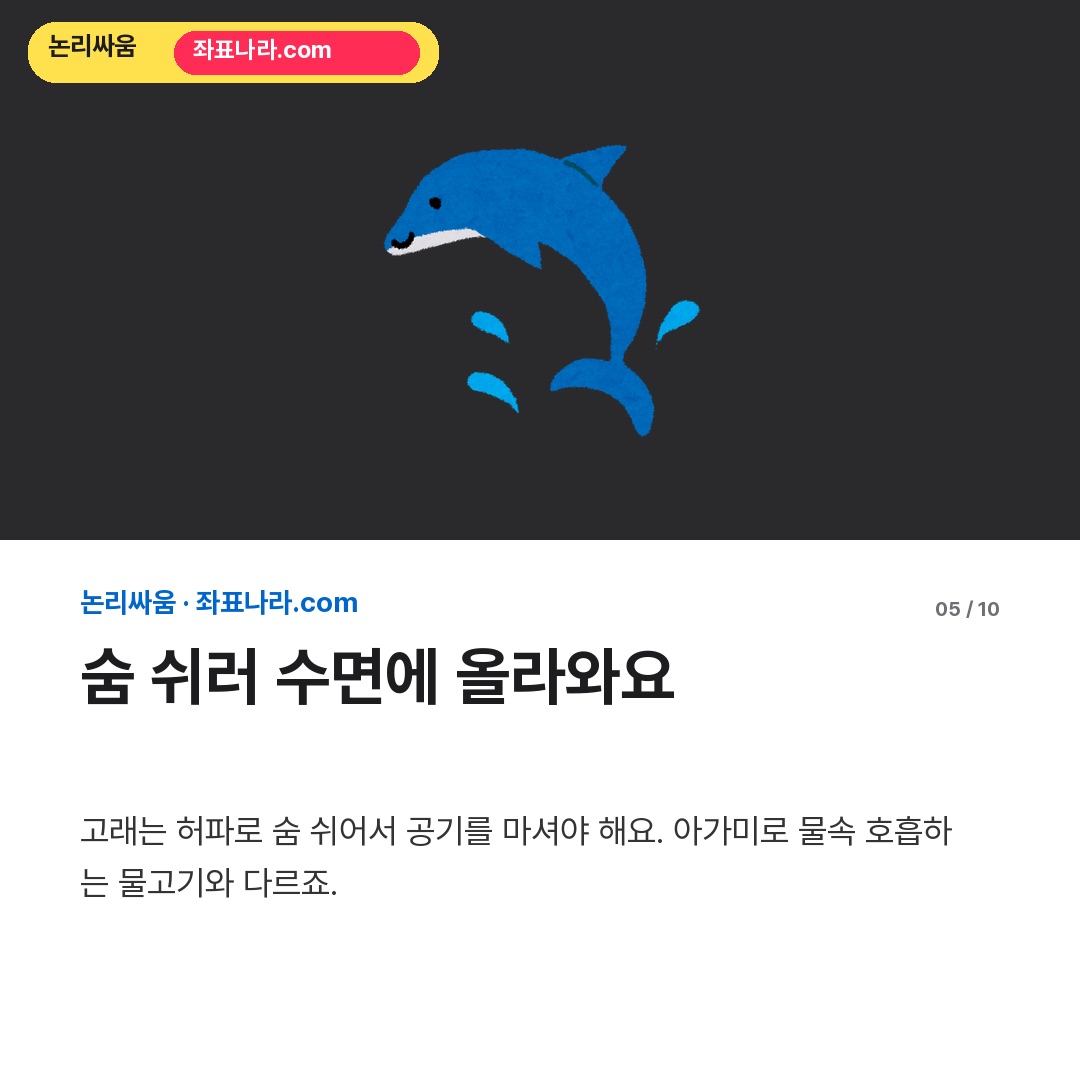 논리싸움 좌표나라.com
논리싸움 · 좌표나라.com
05 / 10
숨 쉬러 수면에 올라와요
고래는 허파로 숨 쉬어서 공기를 마셔야 해요. 아가미로 물속 호흡하
는 물고기와 다르죠.